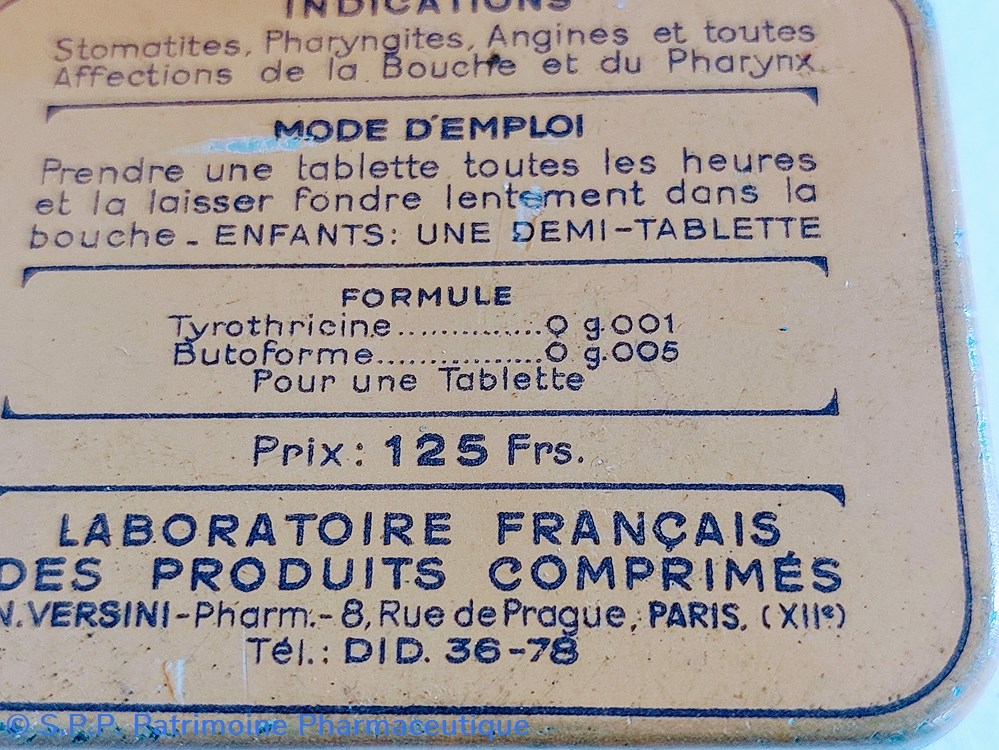 INDICATIONS
Stomatites, Pharyngites, Angines et toutes
Affections de la Bouche et du Pharynx
MODE D'EMPLOI
Prendre une tablette toutes les heures
et la laisser fondre lentement dans la
bouche - ENFANTS: UNE DEMI-TABLETTE
FORMULE
Tyrothricine..............0 g.001
Butoforme.................0 g.005
Pour une Tablette
Prix: 125 Frs.
LABORATOIRE FRANÇAIS
DES PRODUITS COMPRIMÉS
N.VERSINI-Pharm.-8, Rue de Prague, PARIS. (XIIe)
Tél.: DID. 36-78
© S.P.P. Patrimoine Pharmaceutique